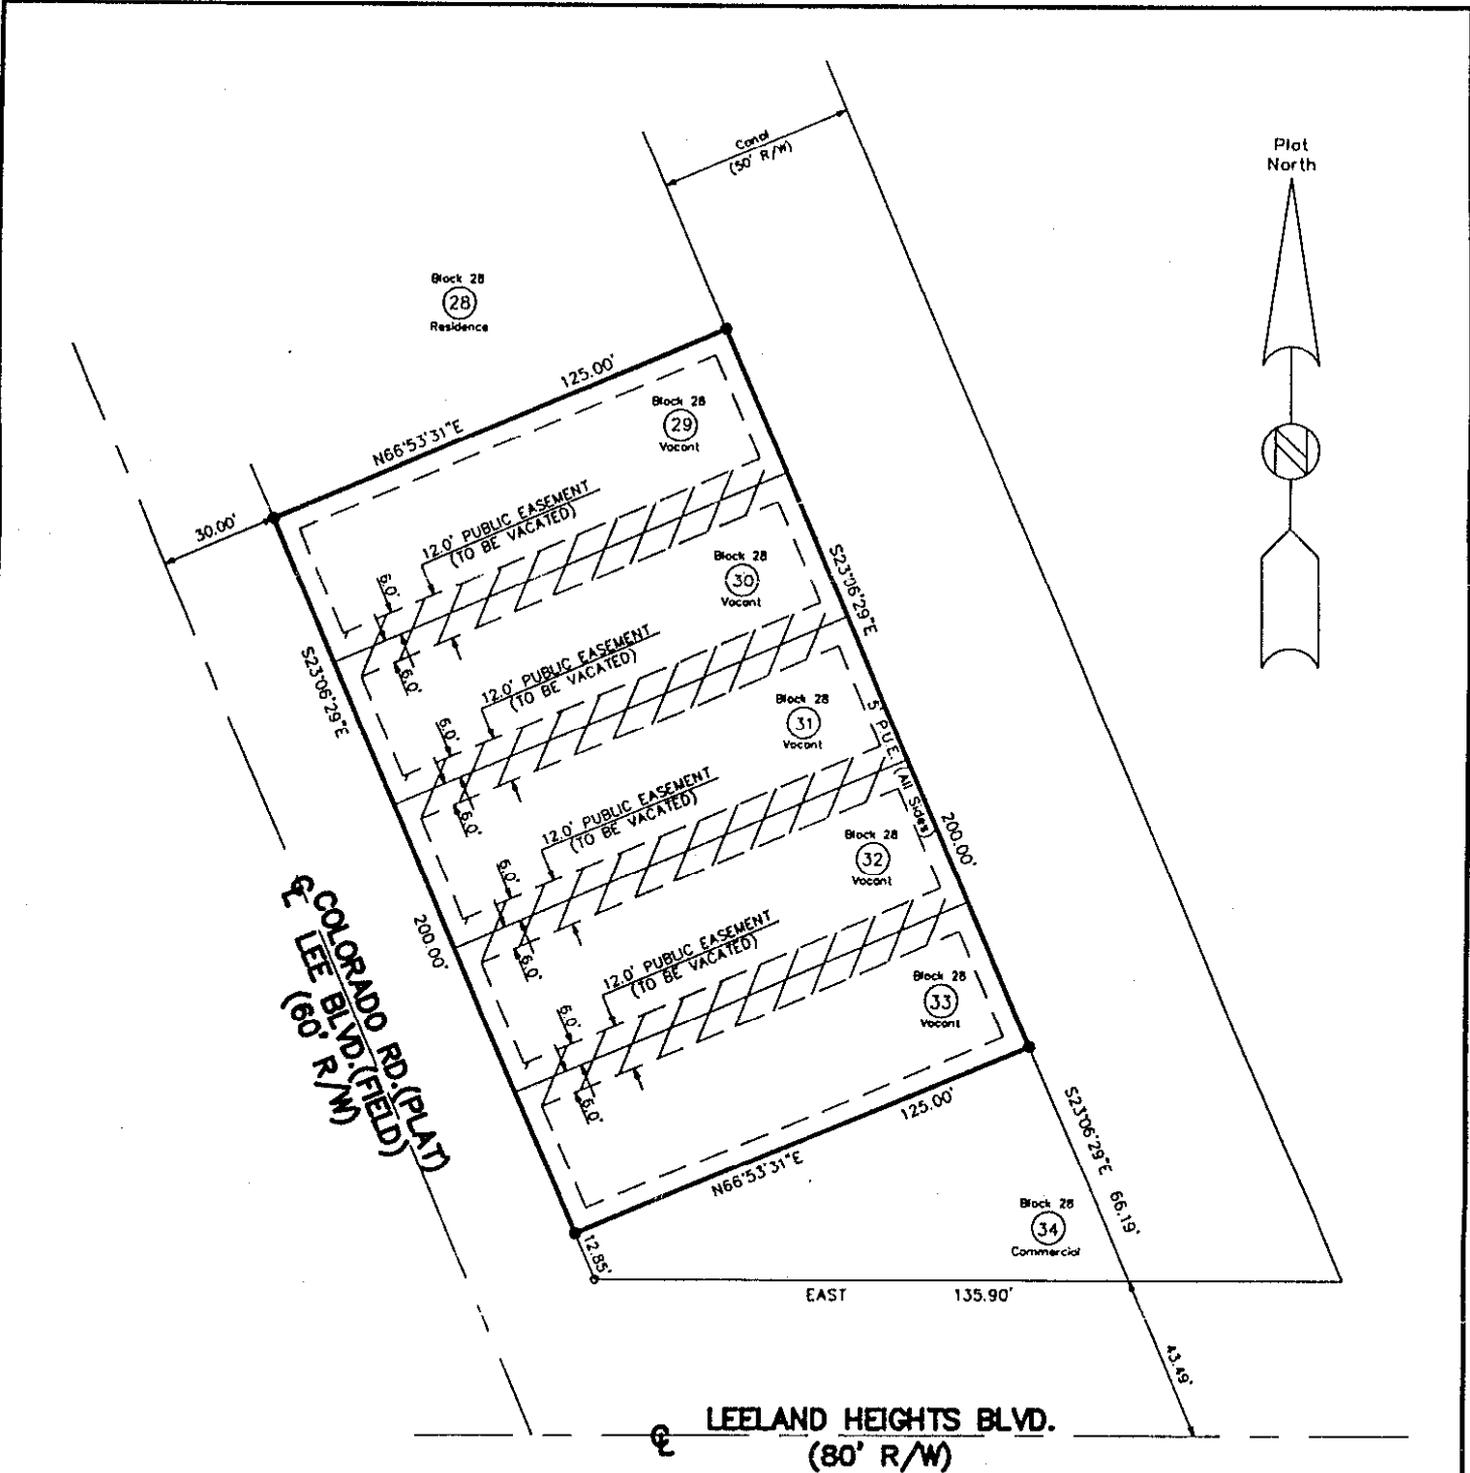 Canal
(50' R/W)
Plat
North
Block 28
28
Residence
125.00'
N66°53'31"E
30.00'
Block 28
29
Vacant
12.0' PUBLIC EASEMENT
(TO BE VACATED)
6.0'
6.0'
Block 28
30
Vacant
S23°06'29"E
S23°06'29"E
12.0' PUBLIC EASEMENT
(TO BE VACATED)
6.0'
6.0'
Block 28
31
Vacant
5' P.U.E. (All Sides)
12.0' PUBLIC EASEMENT
(TO BE VACATED)
6.0'
6.0'
Block 28
32
Vacant
200.00'
200.00'
12.0' PUBLIC EASEMENT
(TO BE VACATED)
6.0'
6.0'
Block 28
33
Vacant
℄ COLORADO RD.(PLAT)
LEE BLVD.(FIELD)
(60' R/W)
125.00'
N66°53'31"E
S23°06'29"E 66.19'
Block 28
34
Commercial
12.85'
EAST 135.90'
43.49'
℄ LEELAND HEIGHTS BLVD.
(80' R/W)